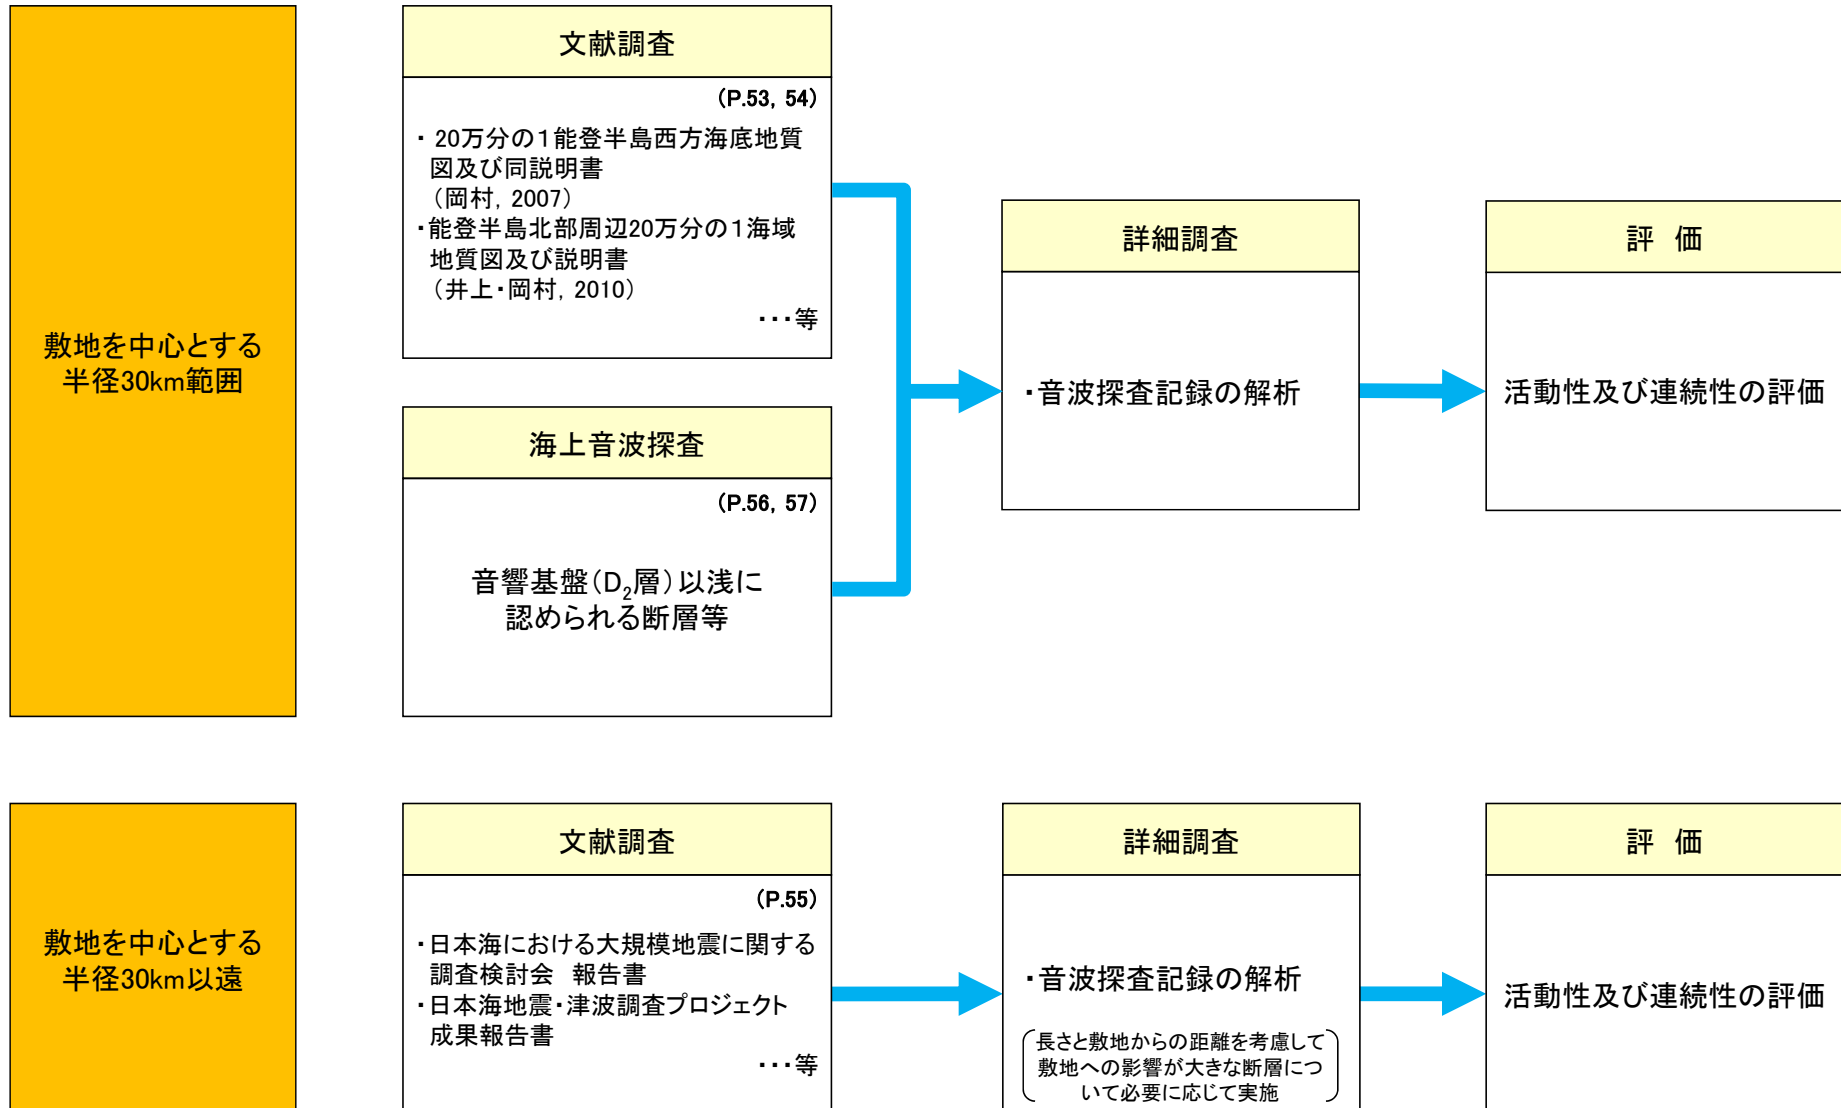 敷地を中心とする
半径30km範囲
文献調査
(P.53, 54)
・ 20万分の1能登半島西方海底地質
図及び同説明書
(岡村, 2007)
・能登半島北部周辺20万分の1海域
地質図及び説明書
(井上・岡村, 2010)
・・・等
海上音波探査
(P.56, 57)
音響基盤(D₂層)以浅に
認められる断層等
詳細調査
・音波探査記録の解析
評 価
活動性及び連続性の評価
敷地を中心とする
半径30km以遠
文献調査
(P.55)
・日本海における大規模地震に関する
調査検討会 報告書
・日本海地震・津波調査プロジェクト
成果報告書
・・・等
詳細調査
・音波探査記録の解析
長さと敷地からの距離を考慮して
敷地への影響が大きな断層につ
いて必要に応じて実施
評 価
活動性及び連続性の評価